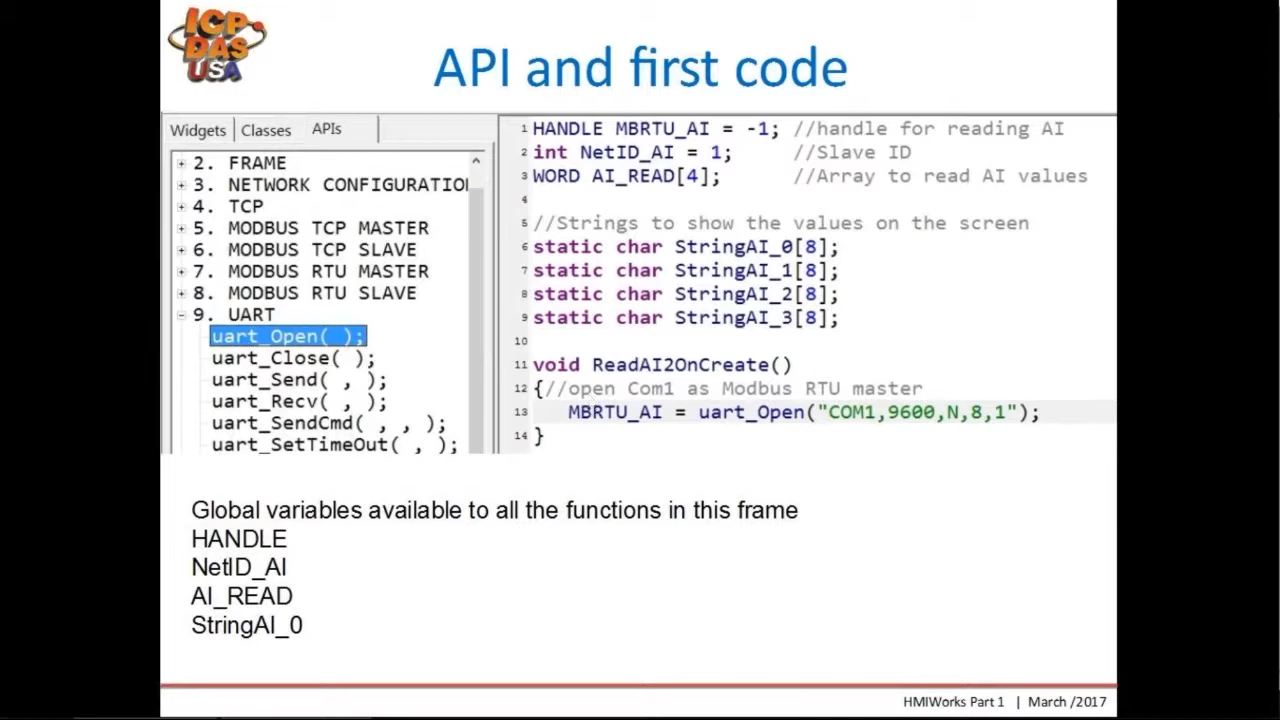 ICP
DAS
USA
API and first code
Widgets Classes APIs
2. FRAME
3. NETWORK CONFIGURATIO
4. TCP
5. MODBUS TCP MASTER
6. MODBUS TCP SLAVE
7. MODBUS RTU MASTER
8. MODBUS RTU SLAVE
9. UART
uart_Open( );
uart_Close( );
uart_Send( , );
uart_Recv( , );
uart_SendCmd( , , );
uart_SetTimeOut( , );
1 HANDLE MBRTU_AI = -1; //handle for reading AI
2 int NetID_AI = 1; //Slave ID
3 WORD AI_READ[4]; //Array to read AI values
4
5 //Strings to show the values on the screen
6 static char StringAI_0[8];
7 static char StringAI_1[8];
8 static char StringAI_2[8];
9 static char StringAI_3[8];
10
11 void ReadAI2OnCreate()
12 {//open Com1 as Modbus RTU master
13 MBRTU_AI = uart_Open("COM1,9600,N,8,1");
14 }
Global variables available to all the functions in this frame
HANDLE
NetID_AI
AI_READ
StringAI_0
HMIWorks Part 1 | March /2017